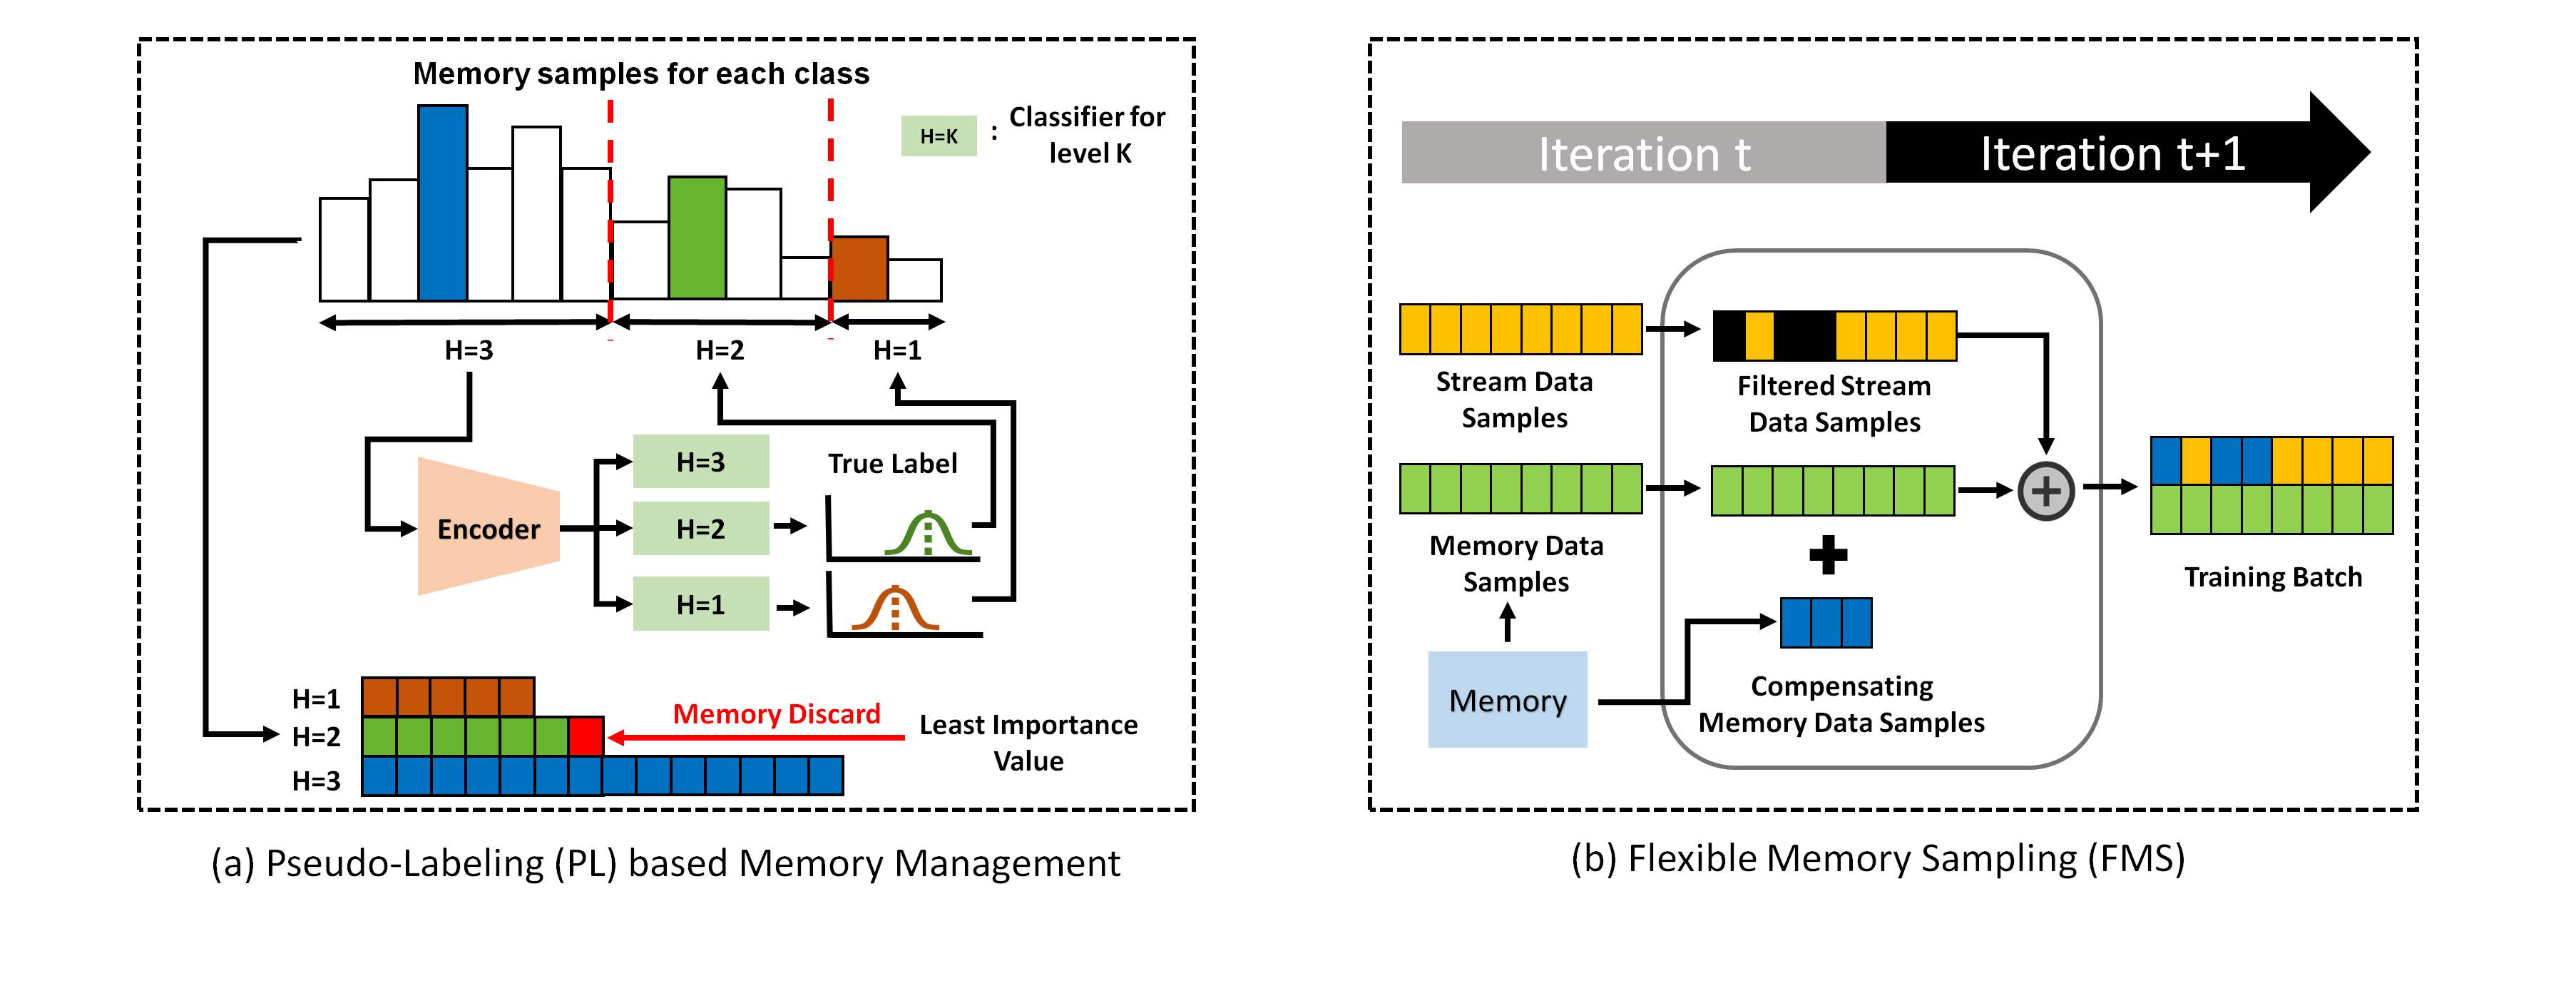 Memory samples for each class
H=K
:
Classifier for
level K
H=3
H=2
H=1
Encoder
H=3
H=2
H=1
True Label
H=1
H=2
H=3
Memory Discard
Least Importance
Value
(a) Pseudo-Labeling (PL) based Memory Management
Iteration t
Iteration t+1
Stream Data
Samples
Filtered Stream
Data Samples
Memory Data
Samples
Memory
Compensating
Memory Data Samples
Training Batch
(b) Flexible Memory Sampling (FMS)